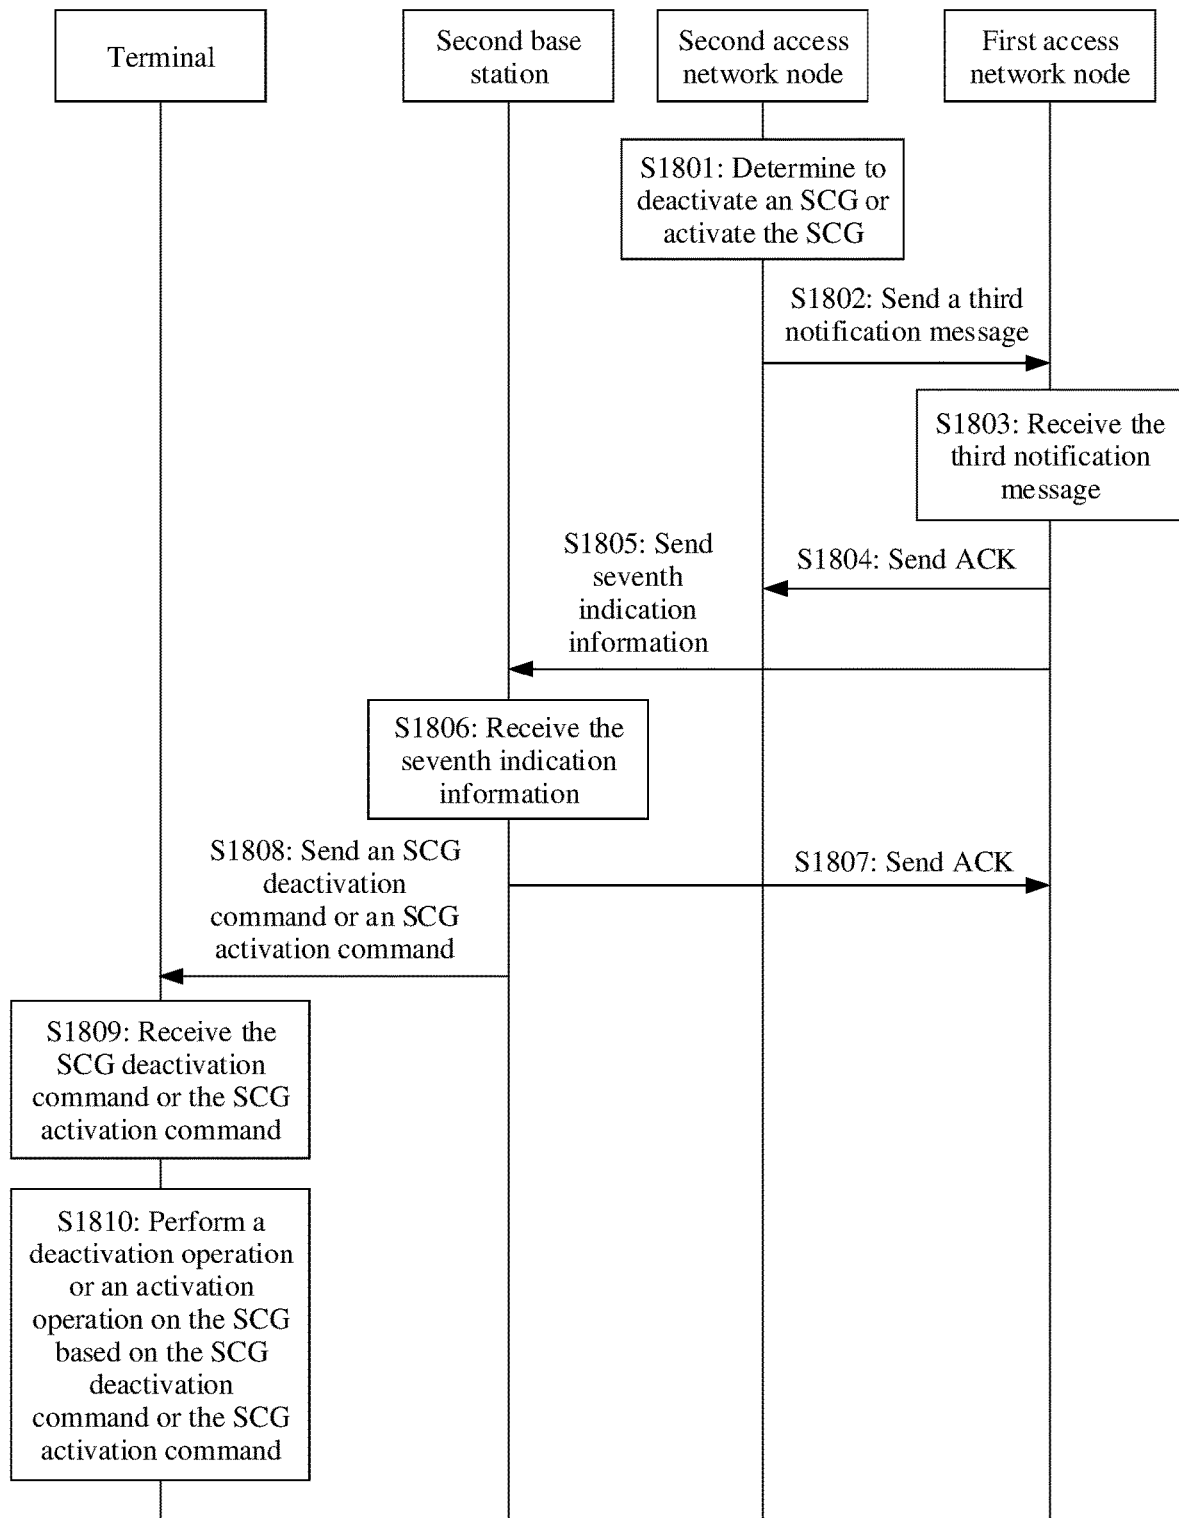 Terminal
Second base
station
Second access
network node
First access
network node
S1801: Determine to
deactivate an SCG or
activate the SCG
S1802: Send a third
notification message
S1803: Receive the
third notification
message
S1804: Send ACK
S1805: Send
seventh
indication
information
S1806: Receive the
seventh indication
information
S1807: Send ACK
S1808: Send an SCG
deactivation
command or an SCG
activation command
S1809: Receive the
SCG deactivation
command or the SCG
activation command
S1810: Perform a
deactivation operation
or an activation
operation on the SCG
based on the SCG
deactivation
command or the SCG
activation command